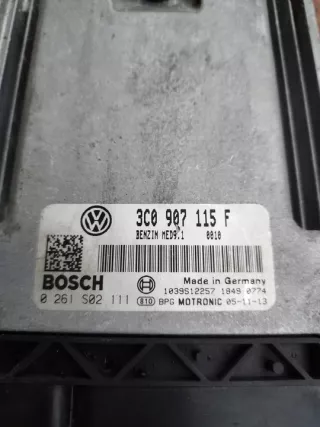 3C0 907 115 F
BENZIN MED9.1 0010
Made in Germany
BOSCH
1039S12257 1849 0774
0 261 S02 111 810 BPG MOTRONIC 05-11-13